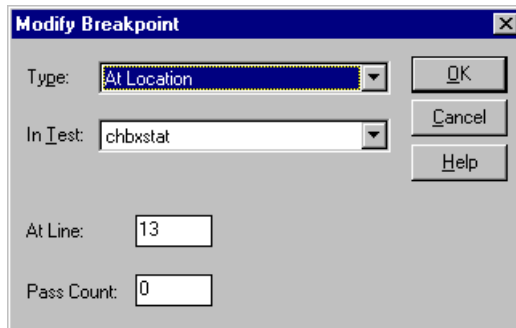 Modify Breakpoint
Type: At Location OK
In Test: chbxstat Cancel
Help
At Line: 13
Pass Count: 0